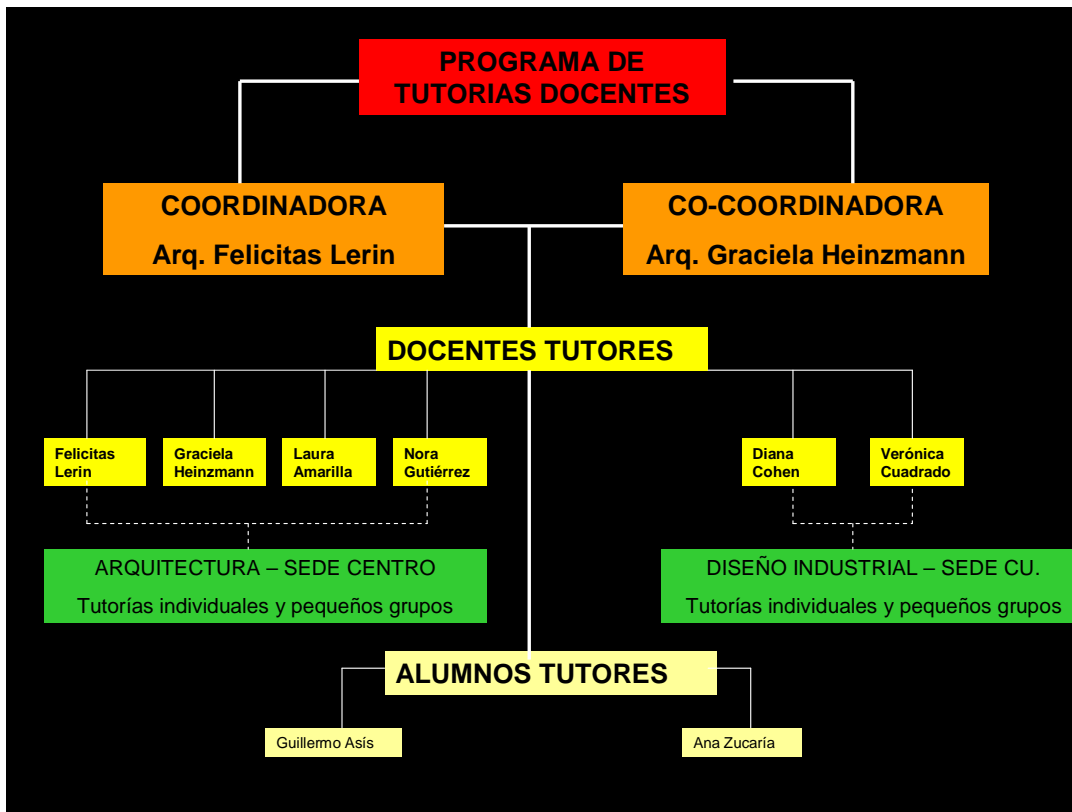 PROGRAMA DE
TUTORIAS DOCENTES
COORDINADORA
Arq. Felicitas Lerin
CO-COORDINADORA
Arq. Graciela Heinzmann
DOCENTES TUTORES
Felicitas
Lerin
Graciela
Heinzmann
Laura
Amarilla
Nora
Gutiérrez
Diana
Cohen
Verónica
Cuadrado
ARQUITECTURA – SEDE CENTRO
Tutorías individuales y pequeños grupos
DISEÑO INDUSTRIAL – SEDE CU.
Tutorías individuales y pequeños grupos
ALUMNOS TUTORES
Guillermo Asís
Ana Zucaría